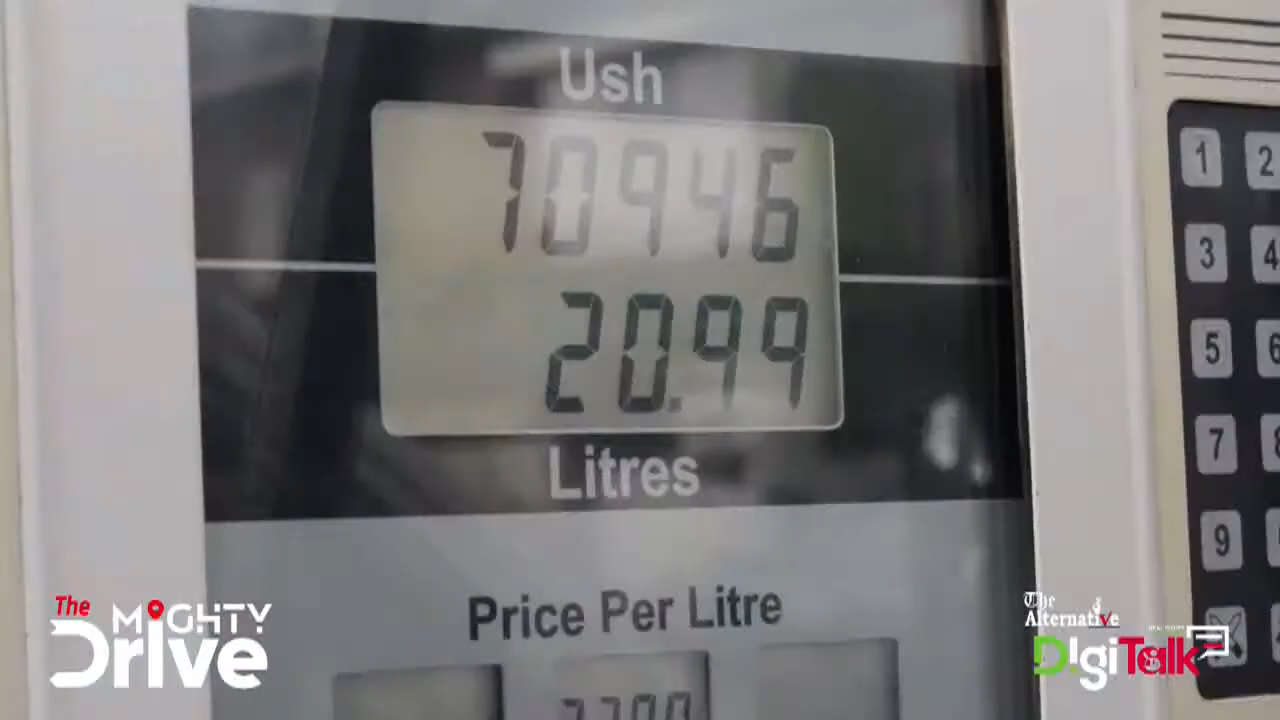 Ush
70946
20.99
Litres
Price Per Litre
1 2
3 4
5 6
7
9
The
MIGHTY
Drive
The
Alternative
DigiTalk